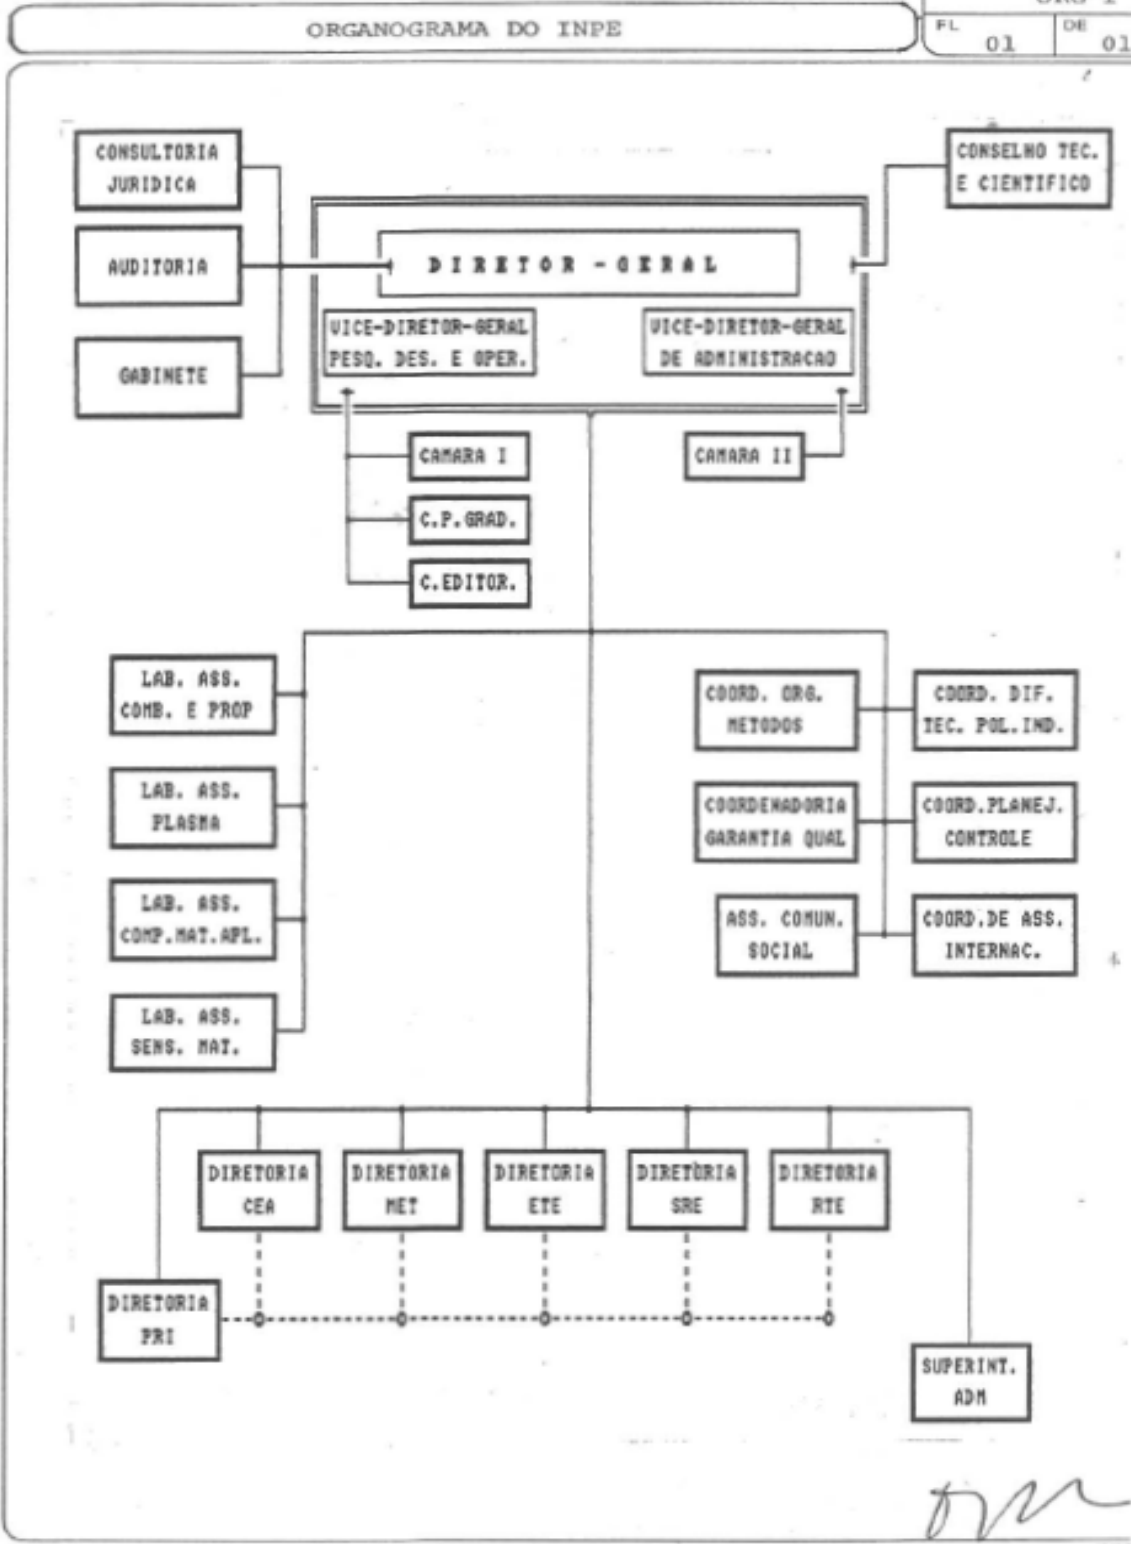 ORGANOGRAMA DO INPE
FL
01
DE
01
CONSULTORIA
JURIDICA
CONSELHO TEC.
E CIENTIFICO
AUDITORIA
DIRETOR-GERAL
VICE-DIRETOR-GERAL
PESQ. DES. E OPER.
VICE-DIRETOR-GERAL
DE ADMINISTRACAO
GABINETE
CAMARA I
CAMARA II
C.P.GRAD.
C.EDITOR.
LAB. ASS.
COMB. E PROP
LAB. ASS.
PLASMA
LAB. ASS.
COMP.MAT.APL.
LAB. ASS.
SENS. MAT.
COORD. ORG.
METODOS
COORD. DIF.
TEC. POL.IND.
COORDENADORIA
GARANTIA QUAL
COORD.PLANEJ.
CONTROLE
ASS. COMUN.
SOCIAL
COORD.DE ASS.
INTERNAC.
DIRETORIA
CEA
DIRETORIA
MET
DIRETORIA
ETE
DIRETORIA
SRE
DIRETORIA
RTE
DIRETORIA
PRI
SUPERINT.
ADM